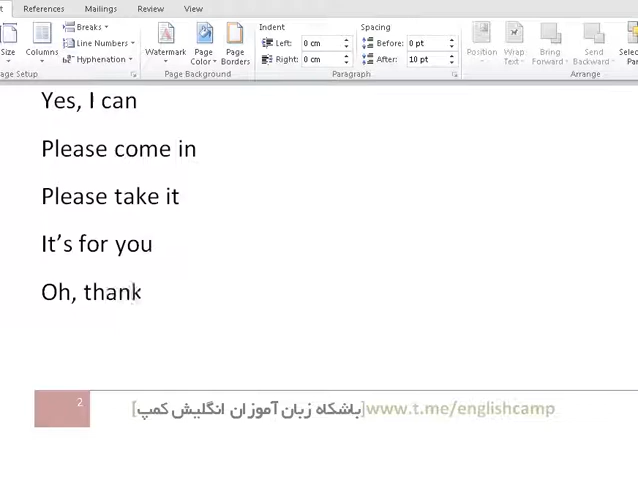 References Mailings Review View
Size Columns Breaks Line Numbers Hyphenation Watermark Page Color Page Borders Indent Left: 0 cm Right: 0 cm Spacing Before: 0 pt After: 10 pt Position Wrap Text Bring Forward Send Backward
Page Setup Page Background Paragraph Arrange
Yes, I can
Please come in
Please take it
It's for you
Oh, thank
2 [باشگاه زبان آموزان انگلیش کمپ]www.t.me/englishcamp